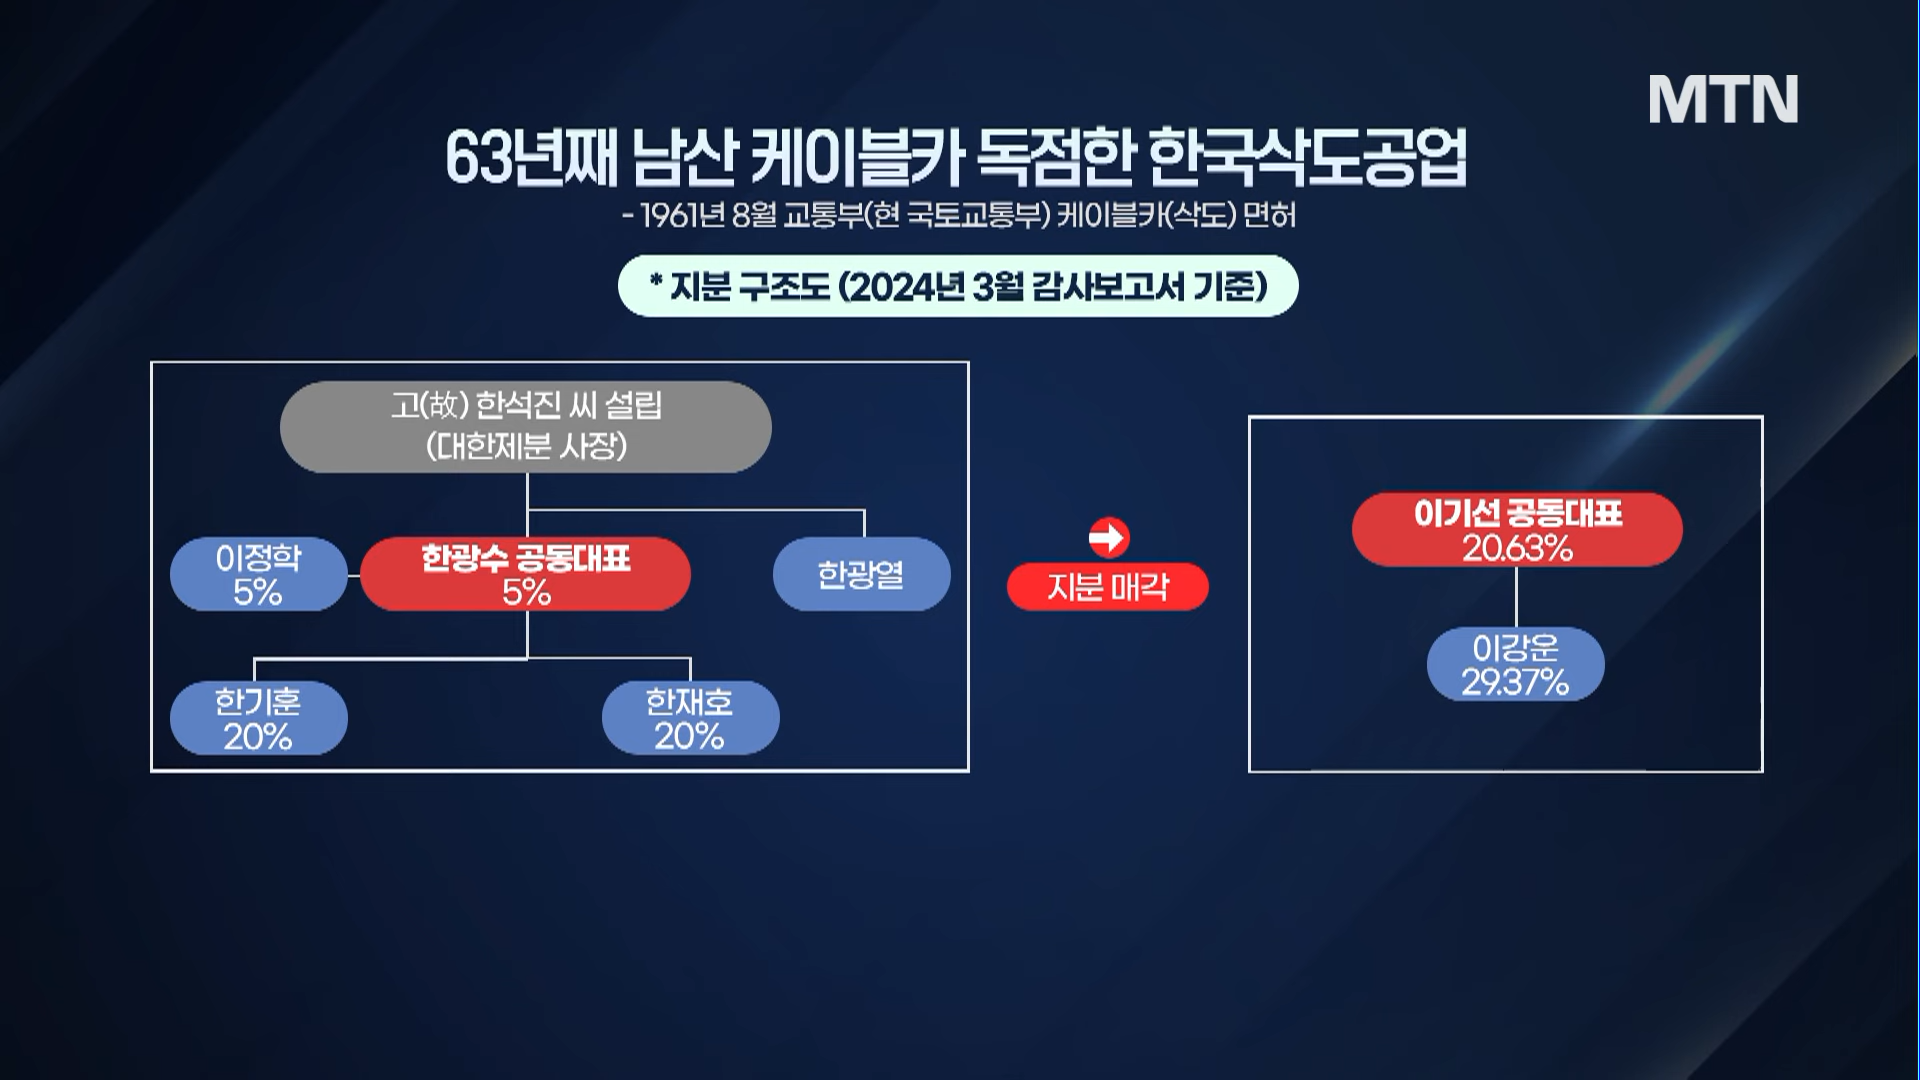 MTN
63년째 남산 케이블카 독점한 한국삭도공업
- 1961년 8월 교통부(현 국토교통부) 케이블카(삭도) 면허
* 지분 구조도 (2024년 3월 감사보고서 기준)
고(故) 한석진 씨 설립
(대한제분 사장)
이정학
5%
한광수 공동대표
5%
한광열
한기훈
20%
한재호
20%
지분 매각
이기선 공동대표
20.63%
이강운
29.37%